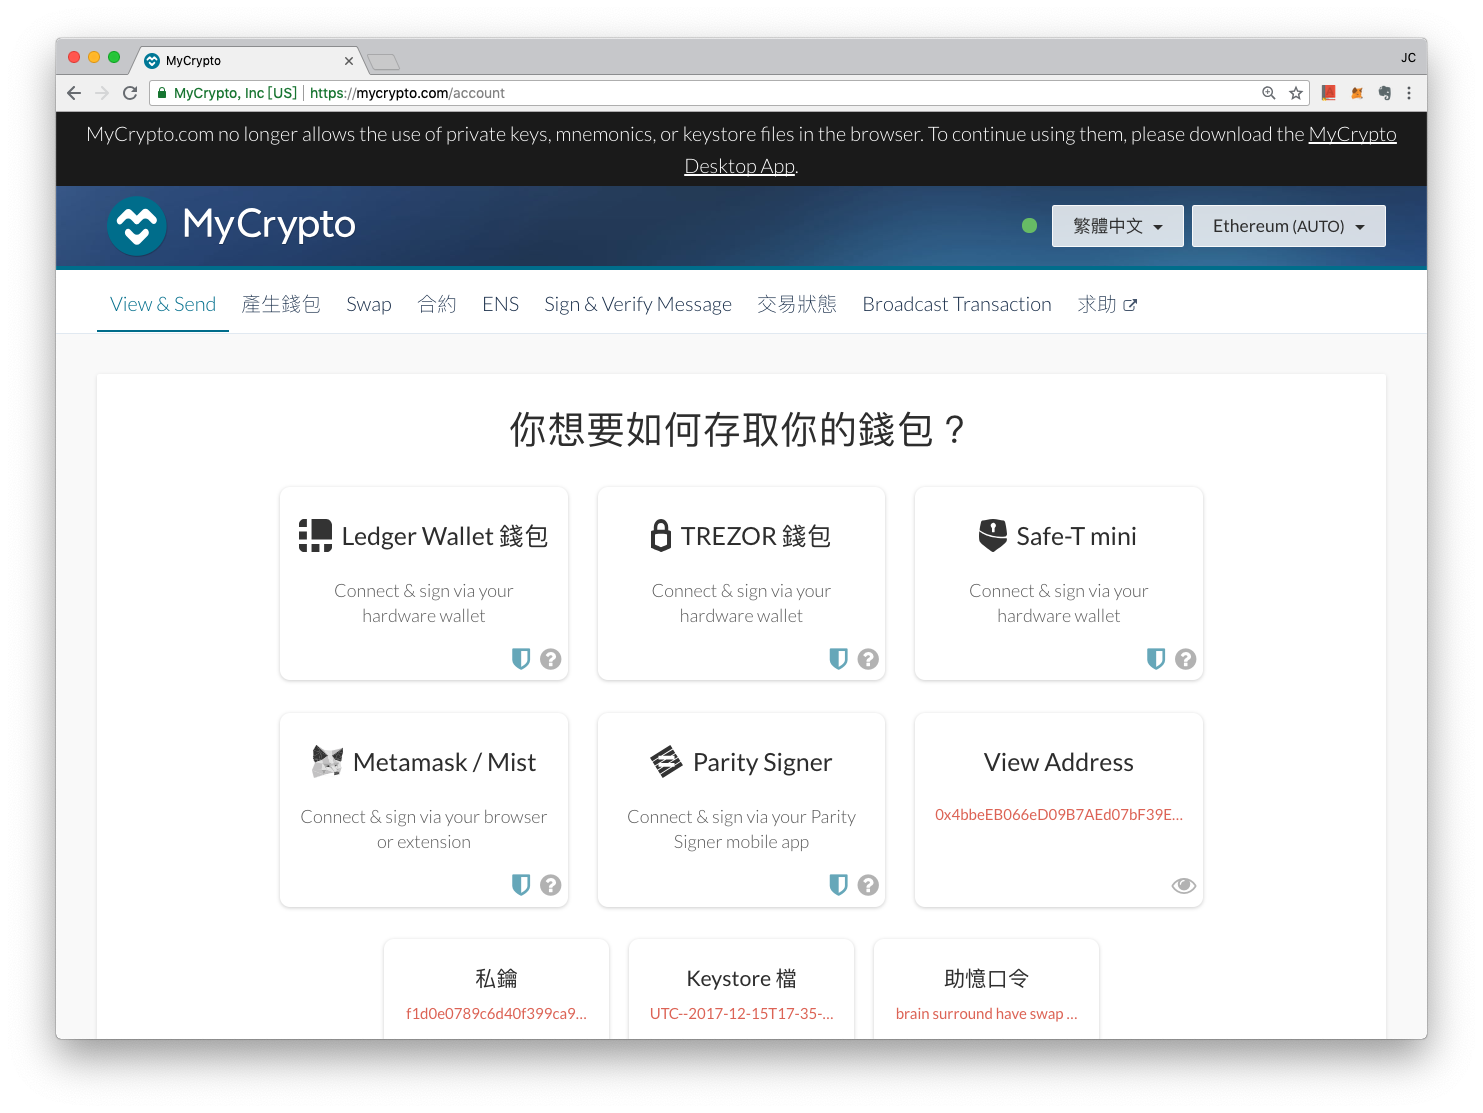 MyCrypto
JC
MyCrypto, Inc [US] https://mycrypto.com/account
MyCrypto.com no longer allows the use of private keys, mnemonics, or keystore files in the browser. To continue using them, please download the MyCrypto
Desktop App.
MyCrypto
繁體中文
Ethereum (AUTO)
View & Send 產生錢包 Swap 合約 ENS Sign & Verify Message 交易狀態 Broadcast Transaction 求助
你想要如何存取你的錢包？
Ledger Wallet 錢包
Connect & sign via your
hardware wallet
TREZOR 錢包
Connect & sign via your
hardware wallet
Safe-T mini
Connect & sign via your
hardware wallet
Metamask / Mist
Connect & sign via your browser
or extension
Parity Signer
Connect & sign via your Parity
Signer mobile app
View Address
0x4bbeEB066eD09B7AEd07bF39E...
私鑰
f1d0e0789c6d40f399ca9...
Keystore 檔
UTC--2017-12-15T17-35-...
助憶口令
brain surround have swap ...